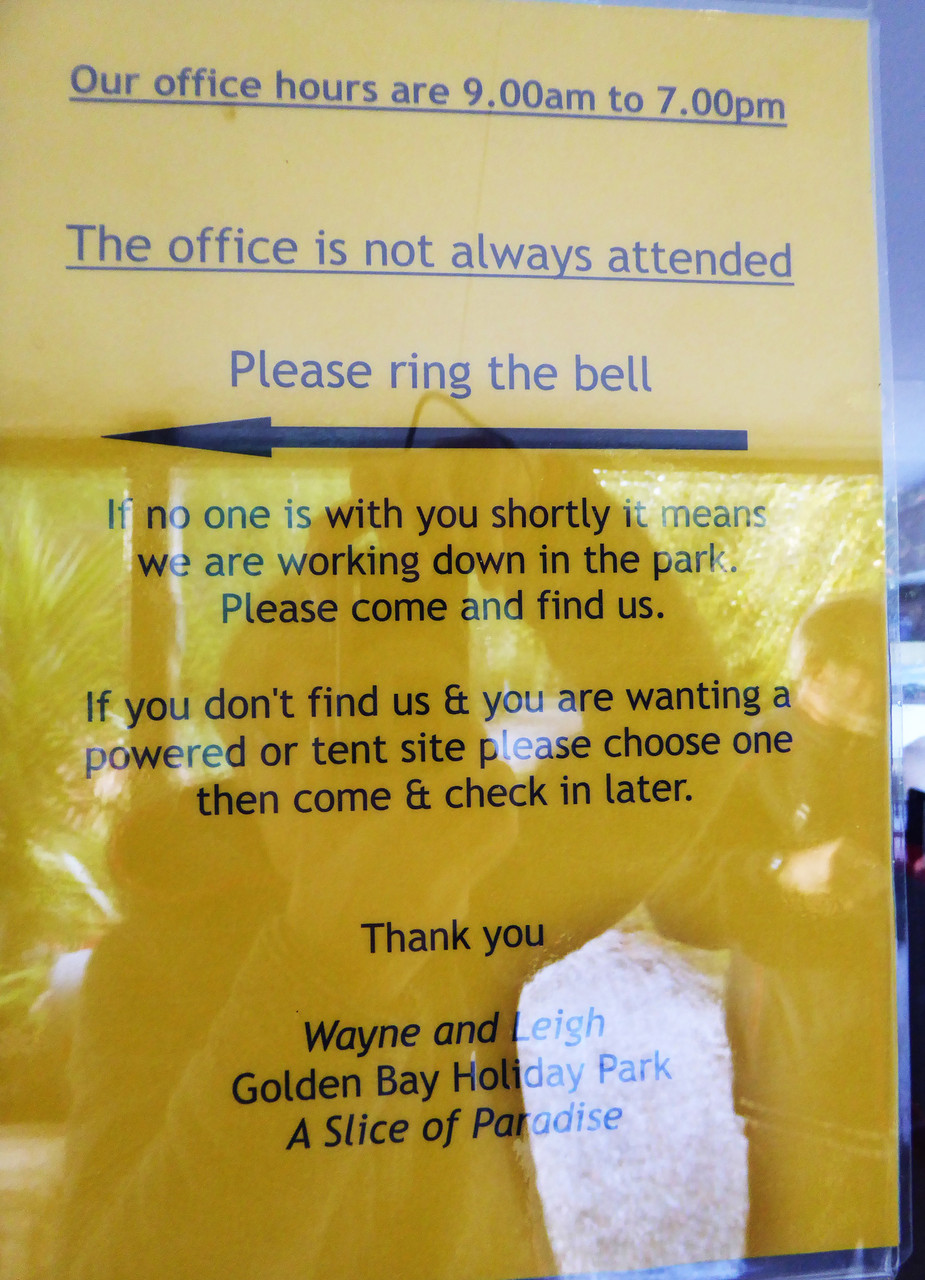 Our office hours are 9.00am to 7.00pm
The office is not always attended
Please ring the bell
If no one is with you shortly it means
we are working down in the park.
Please come and find us.
If you don't find us & you are wanting a
powered or tent site please choose one
then come & check in later.
Thank you
Wayne and Leigh
Golden Bay Holiday Park
A Slice of Paradise